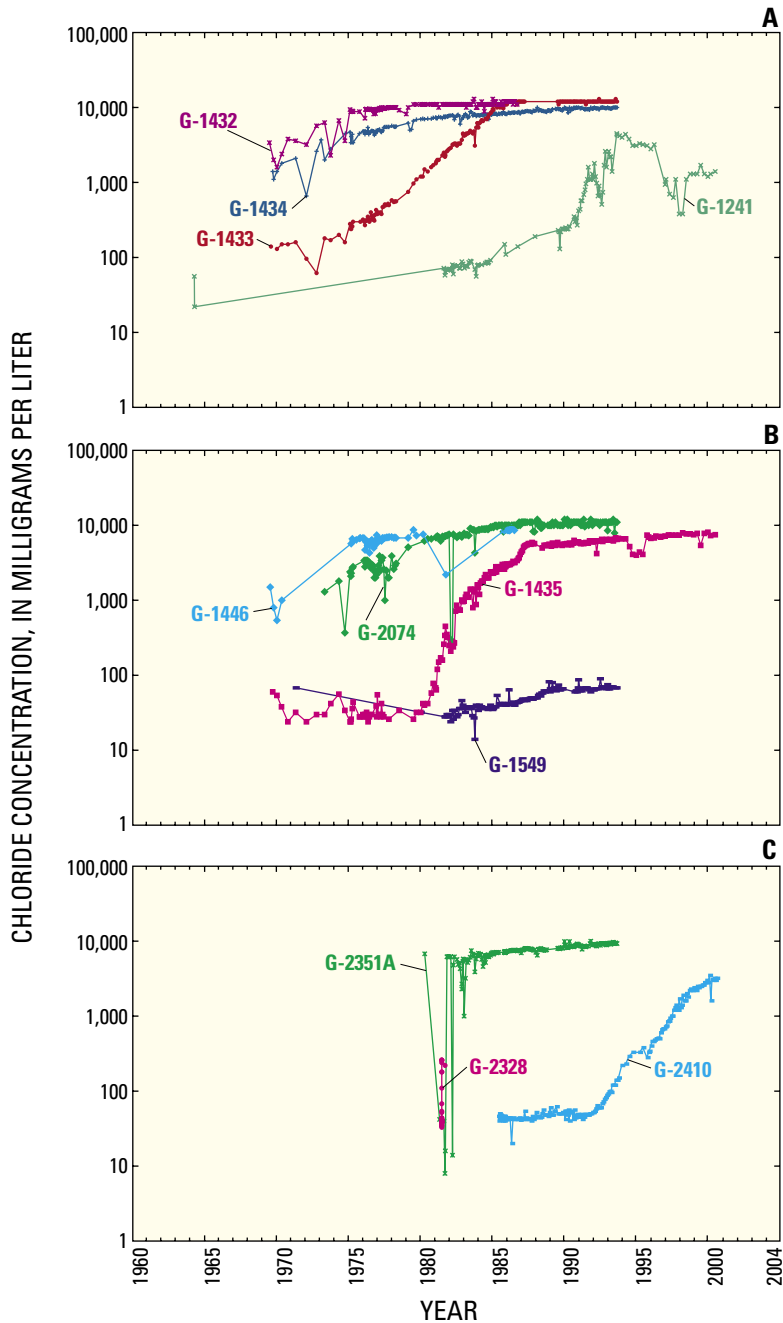 A
100,000
10,000
1,000
100
10
1
G-1432
G-1434
G-1433
G-1241
CHLORIDE CONCENTRATION, IN MILLIGRAMS PER LITER
B
100,000
10,000
1,000
100
10
1
G-1446
G-2074
G-1435
G-1549
C
100,000
10,000
1,000
100
10
1
G-2351A
G-2328
G-2410
1960
1965
1970
1975
1980
1985
1990
1995
2000
2004
YEAR